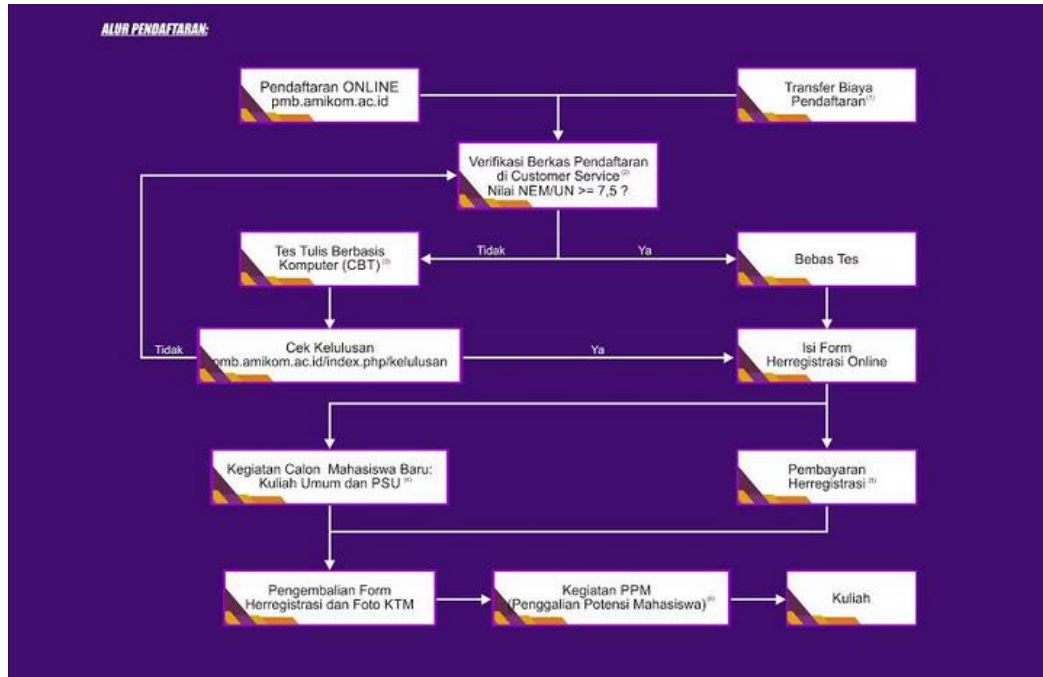 ALUR PENDAFTARAN:
Pendaftaran ONLINE
pmb.amikom.ac.id
Transfer Biaya
Pendaftaran(1)
Verifikasi Berkas Pendaftaran
di Customer Service(2)
Nilai NEM/UN >= 7,5 ?
Tidak
Ya
Tes Tulis Berbasis
Komputer (CBT)(3)
Bebas Tes
Tidak
Cek Kelulusan
pmb.amikom.ac.id/index.php/kelulusan
Ya
Isi Form
Herregistrasi Online
Kegiatan Calon Mahasiswa Baru:
Kuliah Umum dan PSU
Pembayaran
Herregistrasi
Pengembalian Form
Herregistrasi dan Foto KTM
Kegiatan PPM
(Penggalian Potensi Mahasiswa)
Kuliah